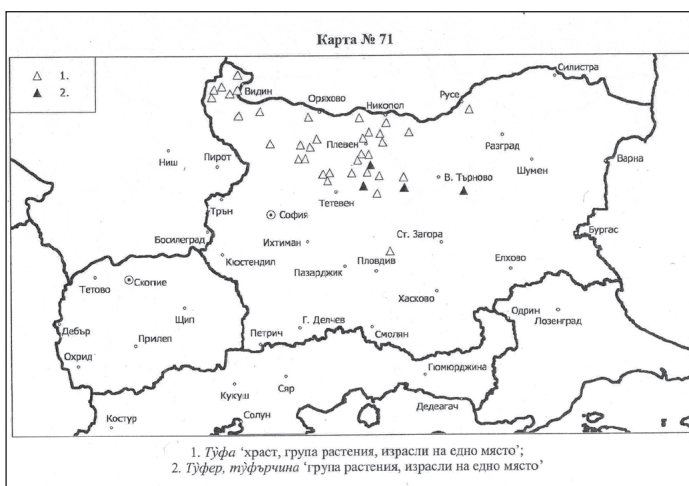 Карта № 71
1.
2.
Силистра
Видин
Русе
Оряхово
Никопол
Плевен
Разград
Варна
Ниш
Пирот
Шумен
В. Търново
Тетевен
Трън
София
Бургас
Босилеград
Ихтиман
Ст. Загора
Кюстендил
Елхово
Пазарджик
Пловдив
Тетово
Скопие
Хасково
Щип
Г. Делчев
Одрин
Лозенград
Дебър
Прилеп
Петрич
Смолян
Охрид
Гюмюрджина
Кукуш
Сяр
Дедеагач
Костур
Солун
1. Ту̀фа ‘храст, група растения, израсли на едно място’;
2. Ту̀фер, ту̀фърчина ‘група растения, израсли на едно място’